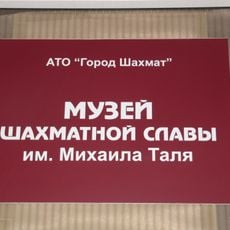 АТО "Город Шахмат"
МУЗЕЙ
ШАХМАТНОЙ СЛАВЫ
им. Михаила Таля